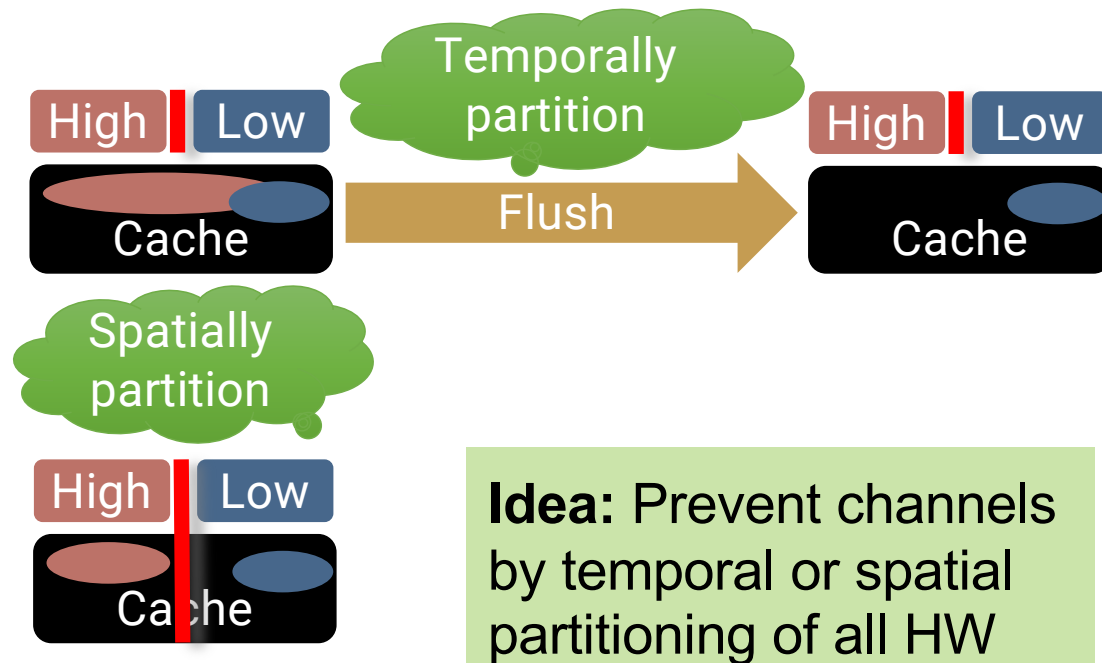 Temporally
partition
High
Low
High
Low
Flush
Cache
Cache
Spatially
partition
High
Low
Cache
Idea: Prevent channels
by temporal or spatial
partitioning of all HW